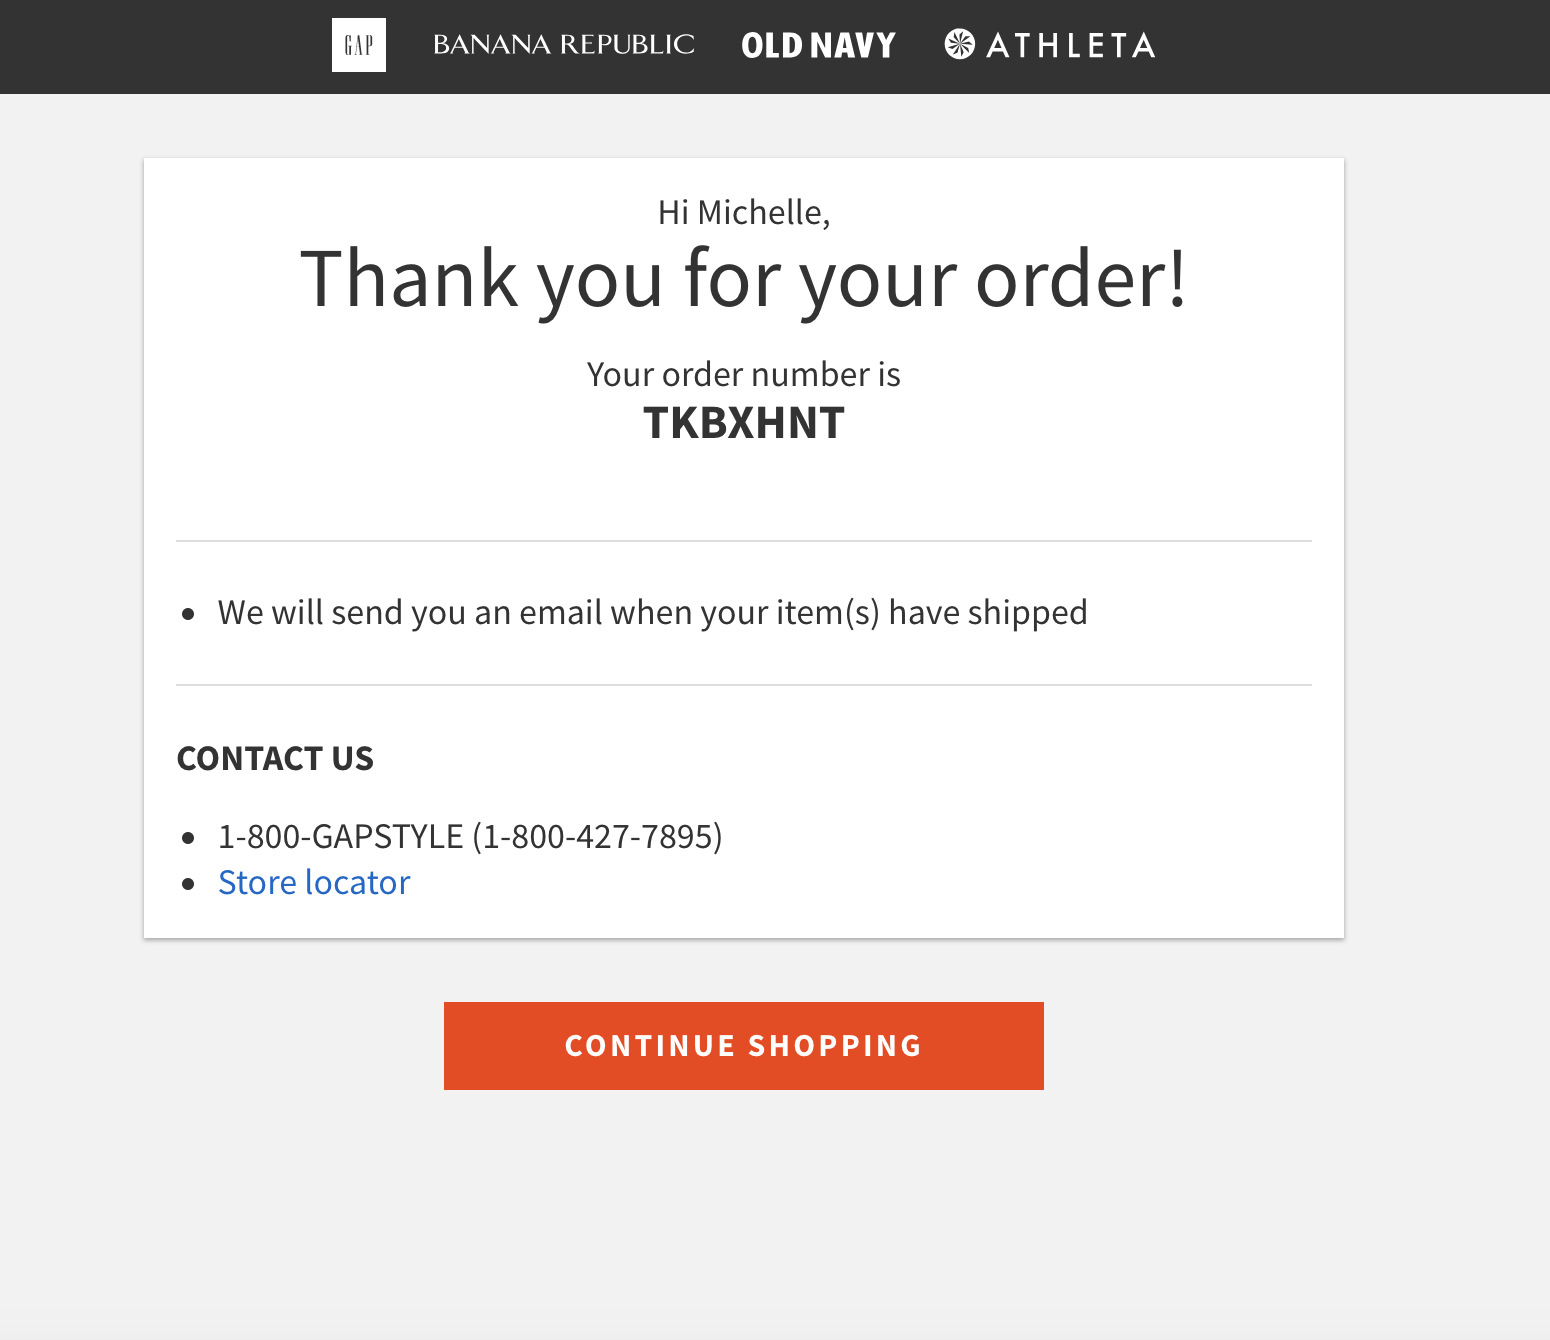 GAP BANANA REPUBLIC OLD NAVY ATHLETA
Hi Michelle,
Thank you for your order!
Your order number is
TKBXHNT
We will send you an email when your item(s) have shipped
CONTACT US
1-800-GAPSTYLE (1-800-427-7895)
Store locator
CONTINUE SHOPPING